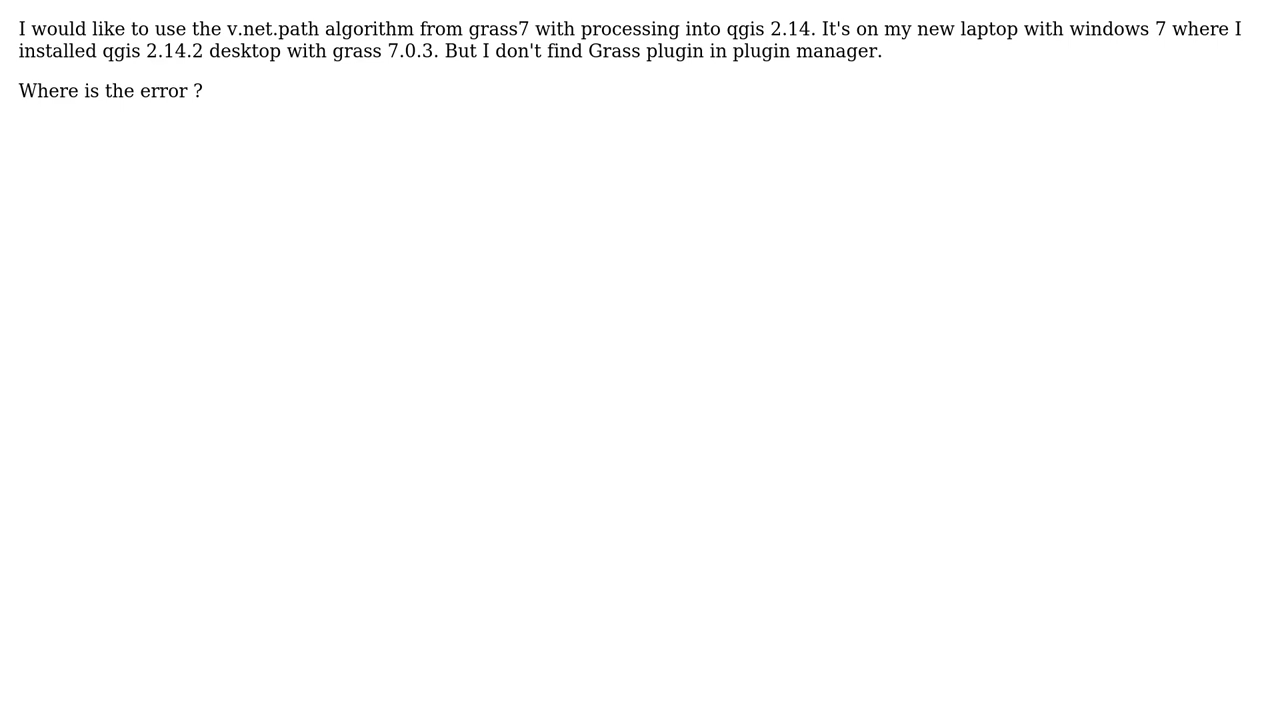 I would like to use the v.net.path algorithm from grass7 with processing into qgis 2.14. It's on my new laptop with windows 7 where I
installed qgis 2.14.2 desktop with grass 7.0.3. But I don't find Grass plugin in plugin manager.
Where is the error ?